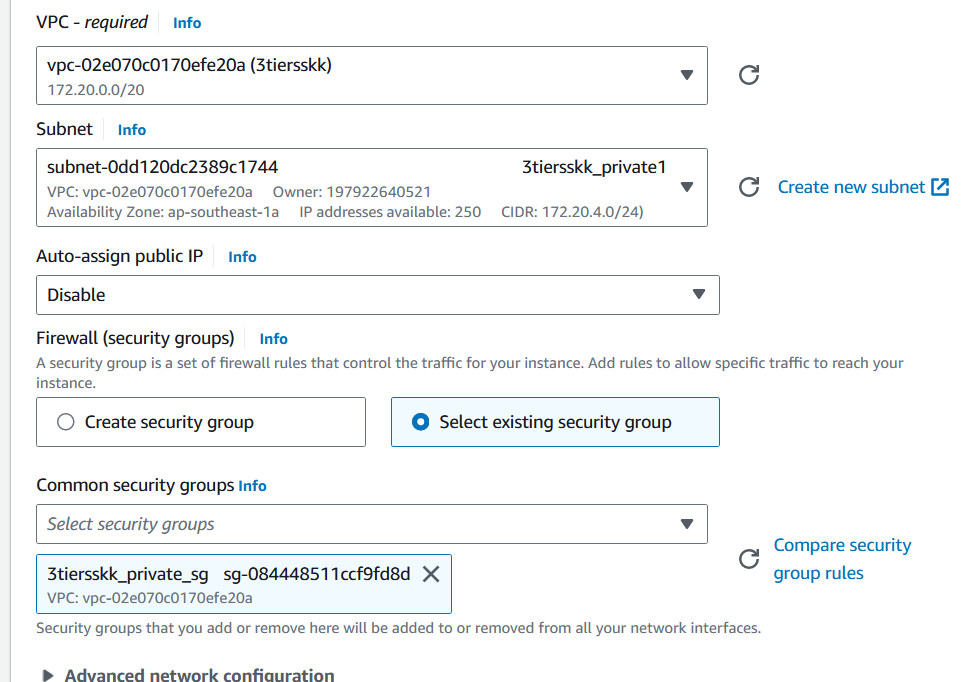 VPC - required Info
vpc-02e070c0170efe20a (3tiersskk)
172.20.0.0/20
Subnet Info
subnet-0dd120dc2389c1744 3tiersskk_private1
VPC: vpc-02e070c0170efe20a Owner: 197922640521
Availability Zone: ap-southeast-1a IP addresses available: 250 CIDR: 172.20.4.0/24)
Create new subnet
Auto-assign public IP Info
Disable
Firewall (security groups) Info
A security group is a set of firewall rules that control the traffic for your instance. Add rules to allow specific traffic to reach your
instance.
Create security group
Select existing security group
Common security groups Info
Select security groups
3tiersskk_private_sg sg-084448511ccf9fd8d
VPC: vpc-02e070c0170efe20a
Compare security
group rules
Security groups that you add or remove here will be added to or removed from all your network interfaces.
Advanced network configuration